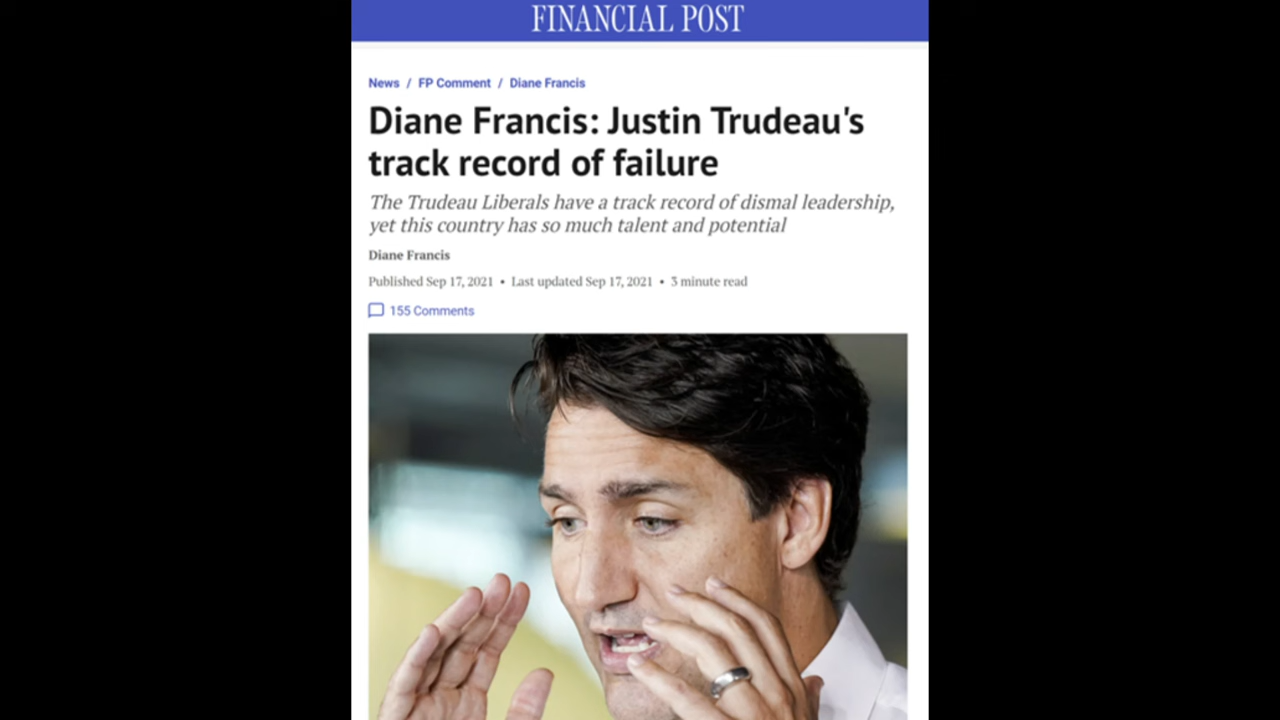 FINANCIAL POST
News / FP Comment / Diane Francis
Diane Francis: Justin Trudeau's
track record of failure
The Trudeau Liberals have a track record of dismal leadership,
yet this country has so much talent and potential
Diane Francis
Published Sep 17, 2021 • Last updated Sep 17, 2021 • 3 minute read
155 Comments